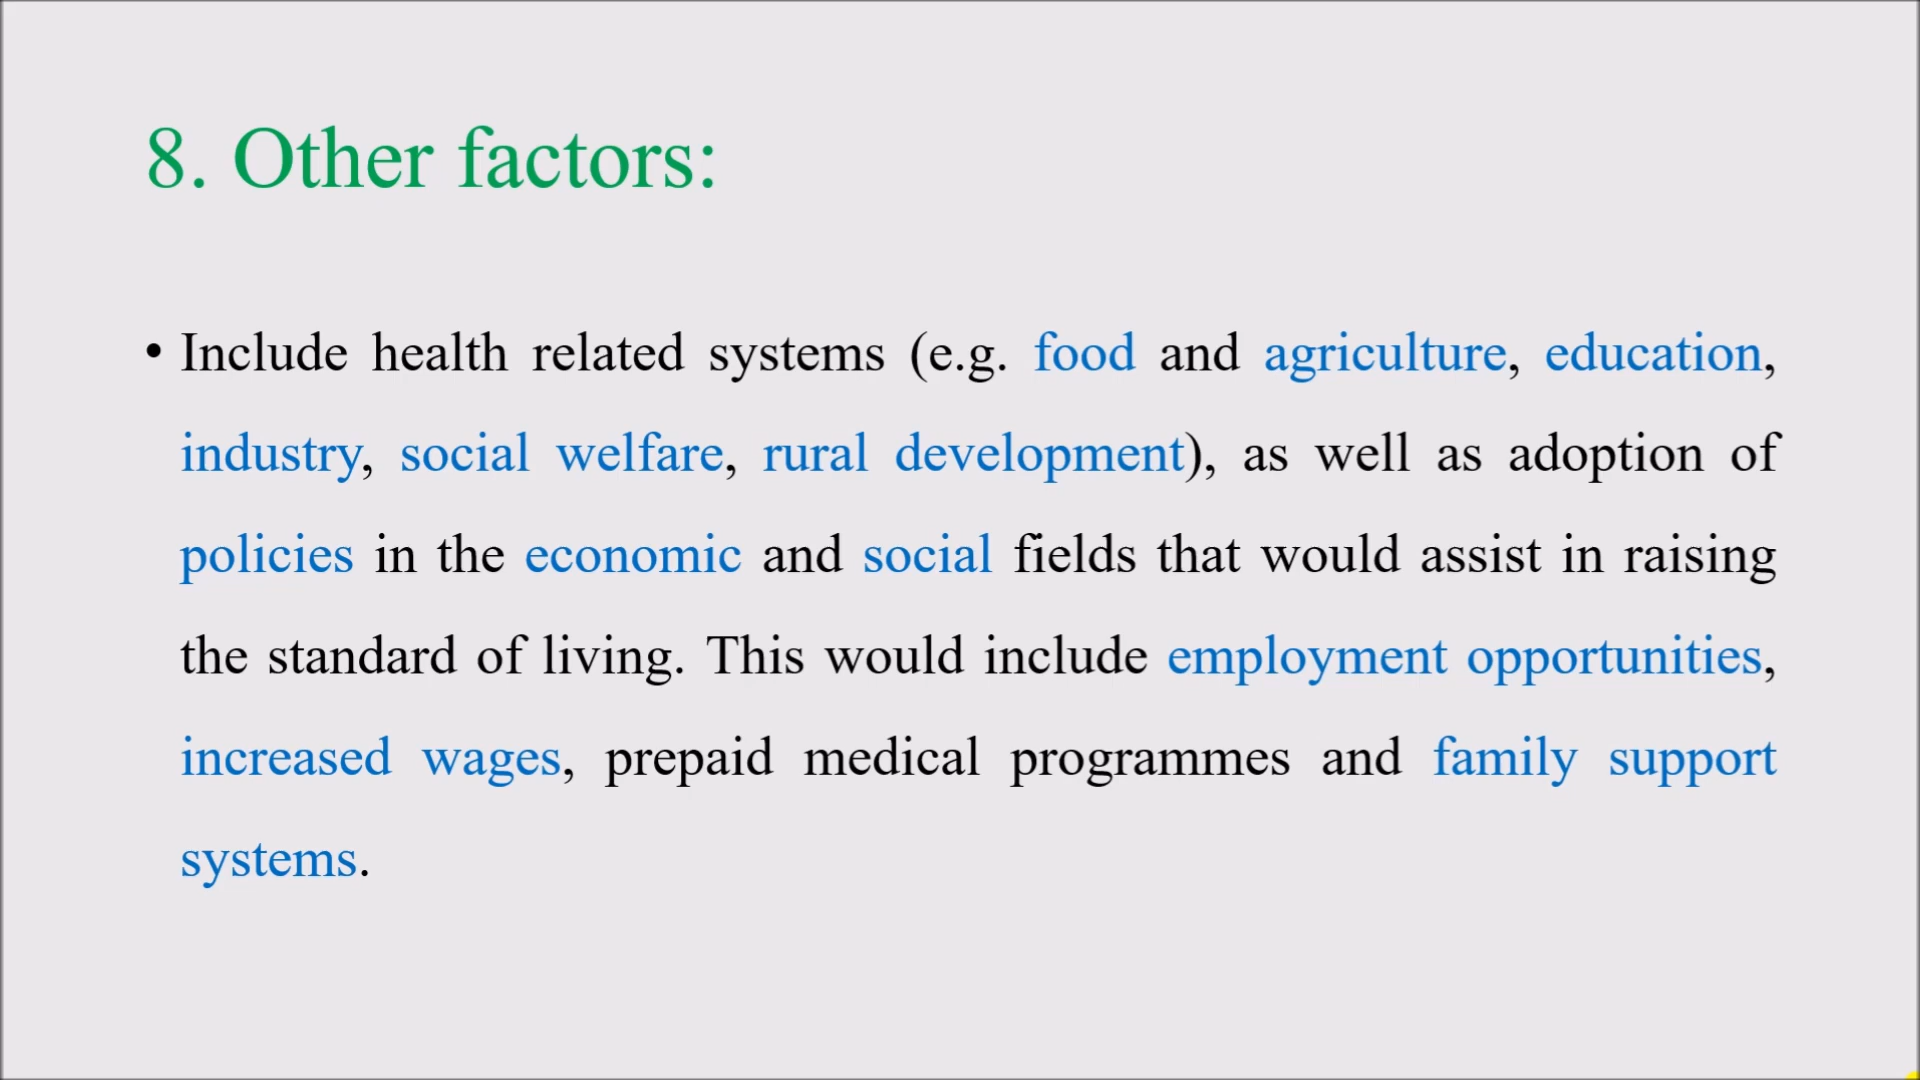 8. Other factors:
• Include health related systems (e.g. food and agriculture, education,
industry, social welfare, rural development), as well as adoption of
policies in the economic and social fields that would assist in raising
the standard of living. This would include employment opportunities,
increased wages, prepaid medical programmes and family support
systems.